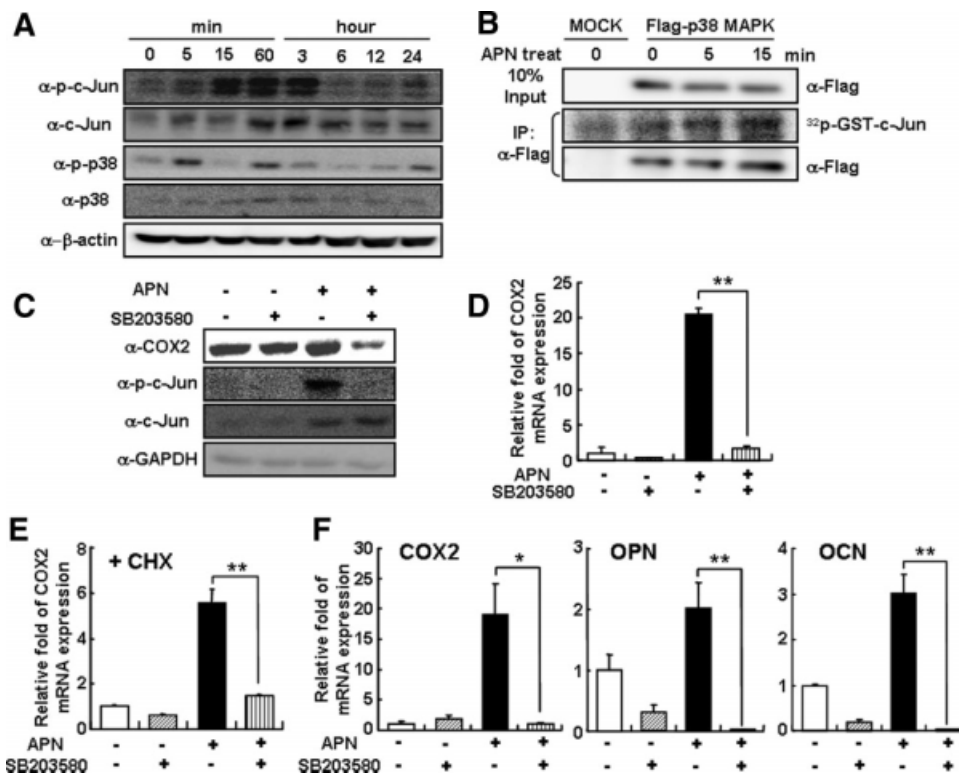 A
min hour
0 5 15 60 3 6 12 24
α-p-c-Jun
α-c-Jun
α-p-p38
α-p38
α-β-actin
B
MOCK Flag-p38 MAPK
APN treat 0 0 5 15 min
10% Input α-Flag
IP: α-Flag
³²p-GST-c-Jun
α-Flag
C
APN - - + +
SB203580 - + - +
α-COX2
α-p-c-Jun
α-c-Jun
α-GAPDH
D
Relative fold of COX2
mRNA expression
25
20
15
10
5
0
**
APN - - + +
SB203580 - + - +
E
+ CHX
Relative fold of COX2
mRNA expression
8
6
4
2
0
**
APN - - + +
SB203580 - + - +
F
Relative fold of
mRNA expression
COX2
30
25
20
15
10
5
0
*
OPN
3
2
1
0
**
OCN
4
3
2
1
0
**
APN - - + + - - + + - - + +
SB203580 - + - + - + - + - + - +